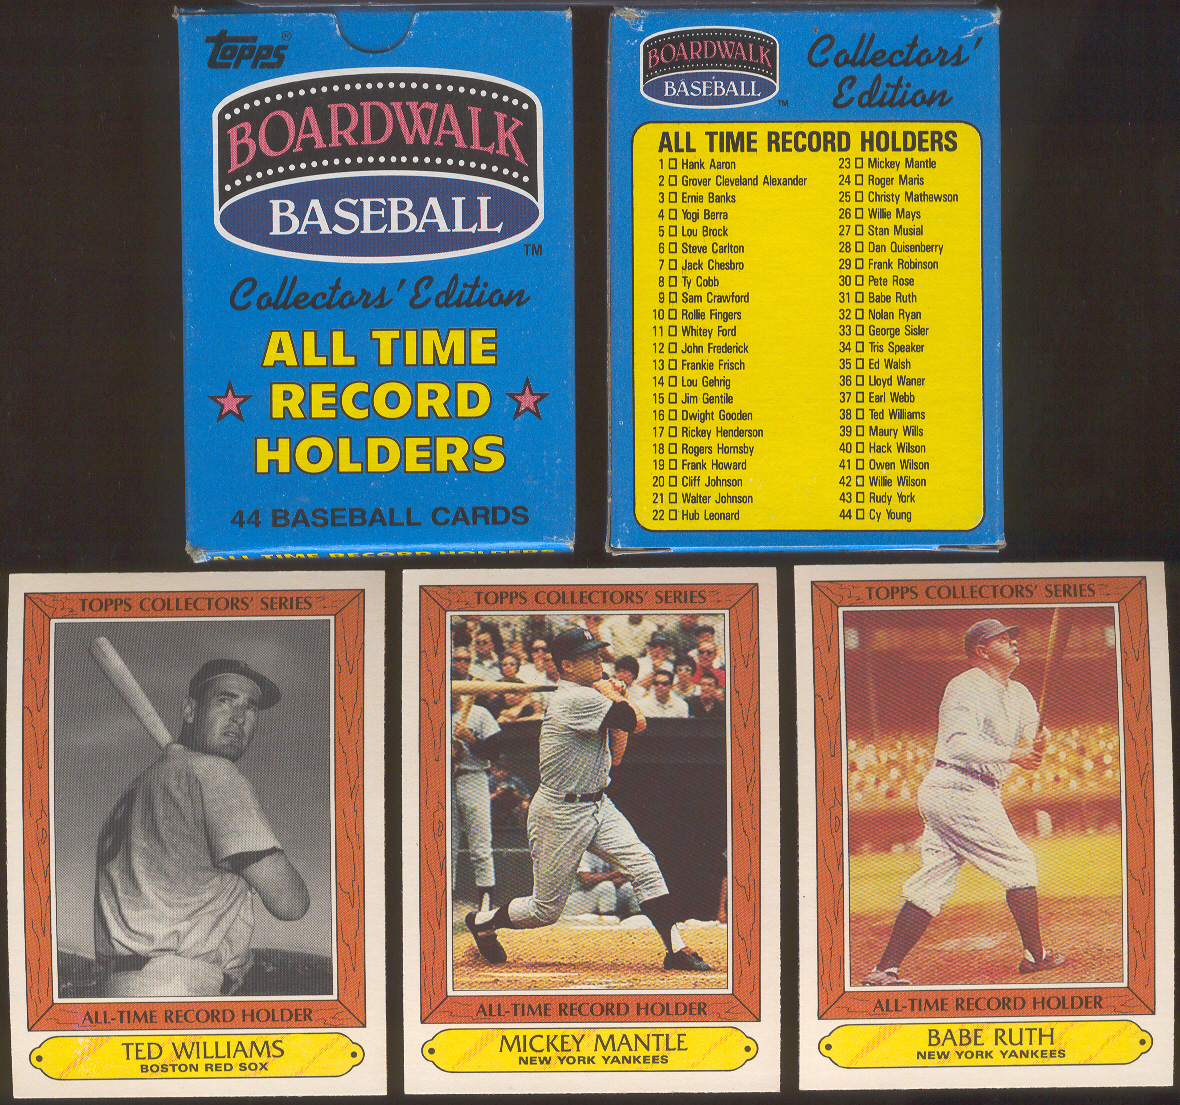 topps®
BOARDWALK
BASEBALL
TM
Collectors' Edition
ALL TIME
RECORD
HOLDERS
44 BASEBALL CARDS
ALL TIME RECORD HOLDERS
BOARDWALK
BASEBALL
TM
Collectors'
Edition
ALL TIME RECORD HOLDERS
1 Hank Aaron
2 Grover Cleveland Alexander
3 Ernie Banks
4 Yogi Berra
5 Lou Brock
6 Steve Carlton
7 Jack Chesbro
8 Ty Cobb
9 Sam Crawford
10 Rollie Fingers
11 Whitey Ford
12 John Frederick
13 Frankie Frisch
14 Lou Gehrig
15 Jim Gentile
16 Dwight Gooden
17 Rickey Henderson
18 Rogers Hornsby
19 Frank Howard
20 Cliff Johnson
21 Walter Johnson
22 Hub Leonard
23 Mickey Mantle
24 Roger Maris
25 Christy Mathewson
26 Willie Mays
27 Stan Musial
28 Dan Quisenberry
29 Frank Robinson
30 Pete Rose
31 Babe Ruth
32 Nolan Ryan
33 George Sisler
34 Tris Speaker
35 Ed Walsh
36 Lloyd Waner
37 Earl Webb
38 Ted Williams
39 Maury Wills
40 Hack Wilson
41 Owen Wilson
42 Willie Wilson
43 Rudy York
44 Cy Young
TOPPS COLLECTORS' SERIES
ALL-TIME RECORD HOLDER
TED WILLIAMS
BOSTON RED SOX
TOPPS COLLECTORS' SERIES
ALL-TIME RECORD HOLDER
MICKEY MANTLE
NEW YORK YANKEES
TOPPS COLLECTORS' SERIES
ALL-TIME RECORD HOLDER
BABE RUTH
NEW YORK YANKEES